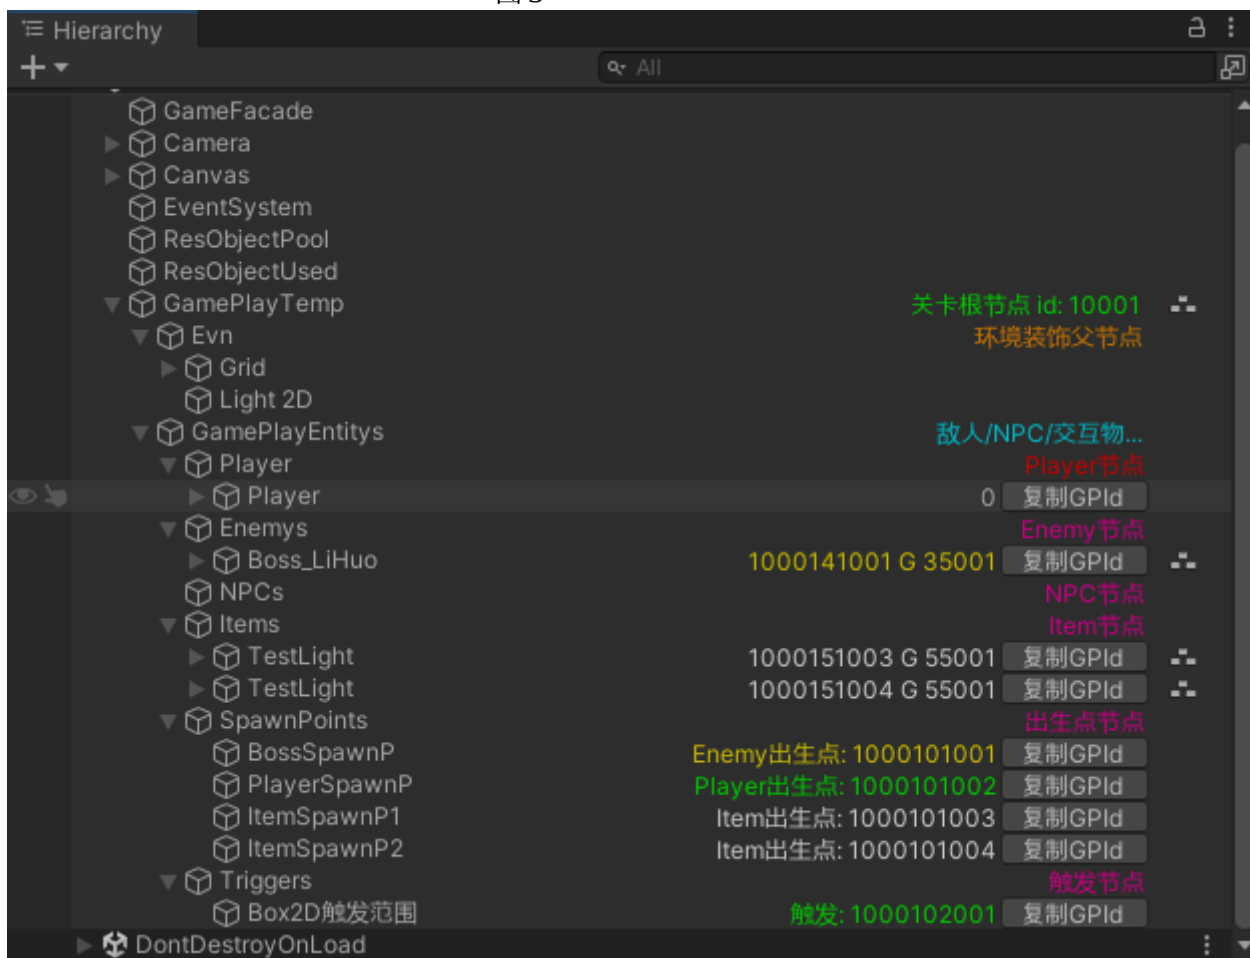 Hierarchy
All
GameFacade
Camera
Canvas
EventSystem
ResObjectPool
ResObjectUsed
GamePlayTemp 关卡根节点 id: 10001
Evn 环境装饰父节点
Grid
Light 2D
GamePlayEntitys 敌人/NPC/交互物...
Player Player节点
Player 0 复制GPId
Enemys Enemy节点
Boss_LiHuo 1000141001 G 35001 复制GPId
NPCs NPC节点
Items Item节点
TestLight 1000151003 G 55001 复制GPId
TestLight 1000151004 G 55001 复制GPId
SpawnPoints 出生点节点
BossSpawnP Enemy出生点: 1000101001 复制GPId
PlayerSpawnP Player出生点: 1000101002 复制GPId
ItemSpawnP1 Item出生点: 1000101003 复制GPId
ItemSpawnP2 Item出生点: 1000101004 复制GPId
Triggers 触发节点
Box2D触发范围 触发: 1000102001 复制GPId
DontDestroyOnLoad